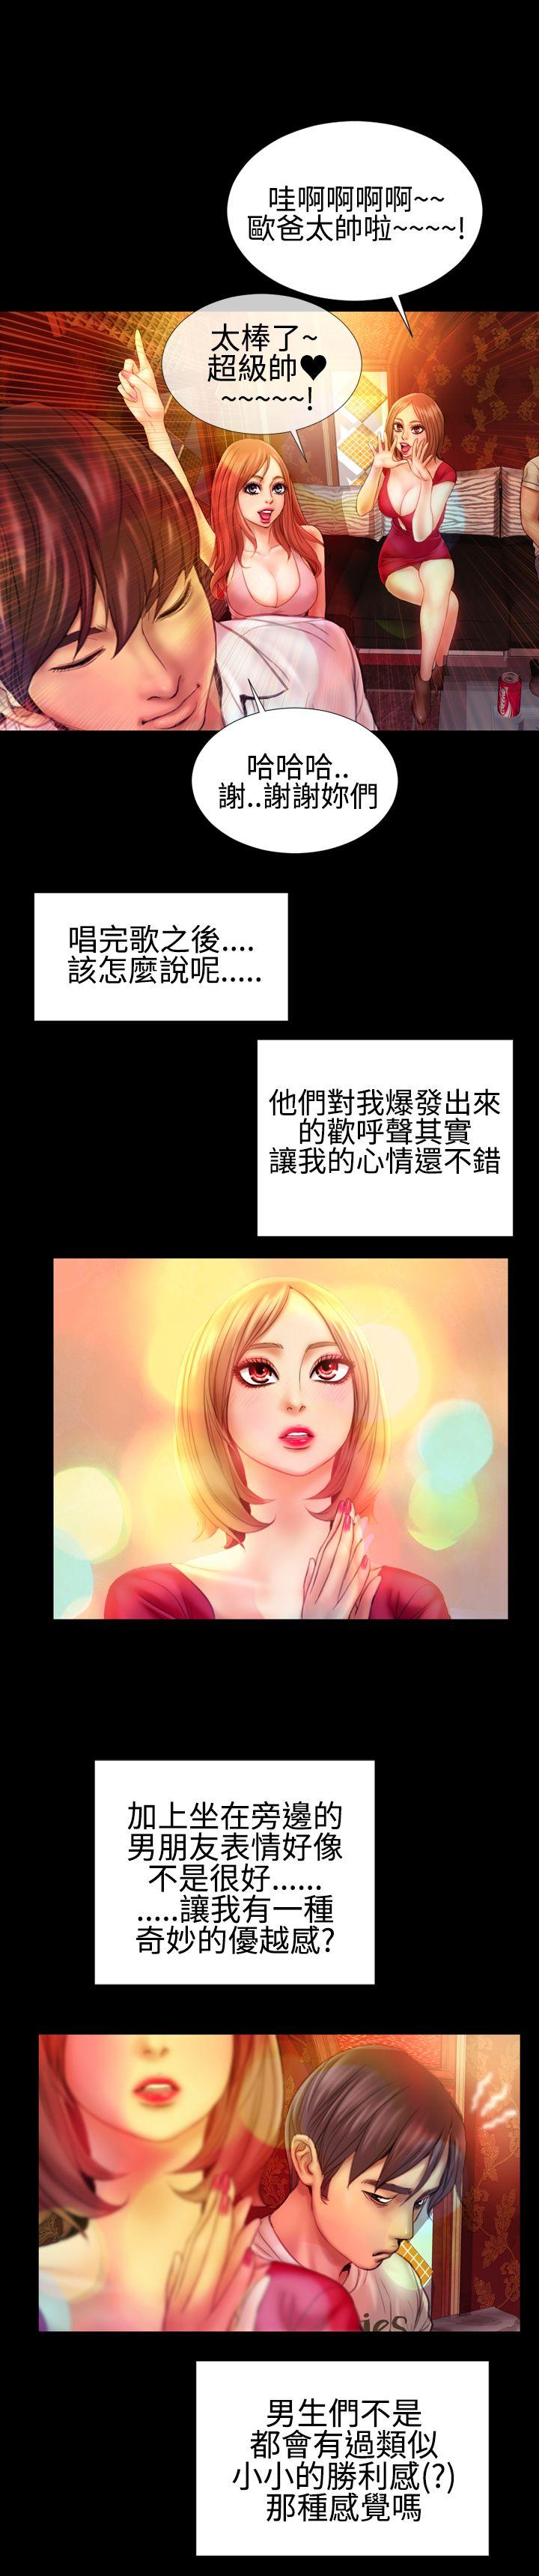 哇啊啊啊啊~~
歐爸太帥啦~~~~!
太棒了~
超級帥♥
~~~~~!
哈哈哈..
謝..謝謝妳們
唱完歌之後....
該怎麼說呢.....
他們對我爆發出來
的歡呼聲其實
讓我的心情還不錯
加上坐在旁邊的
男朋友表情好像
不是很好......
.....讓我有一種
奇妙的優越感?
ies
男生們不是
都會有過類似
小小的勝利感(?)
那種感覺嗎